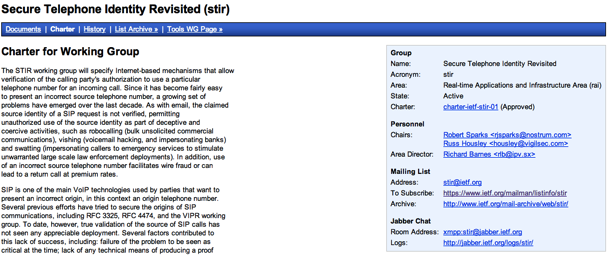 Secure Telephone Identity Revisited (stir)
Documents | Charter | History | List Archive » | Tools WG Page »
Charter for Working Group
The STIR working group will specify Internet-based mechanisms that allow
verification of the calling party's authorization to use a particular
telephone number for an incoming call. Since it has become fairly easy
to present an incorrect source telephone number, a growing set of
problems have emerged over the last decade. As with email, the claimed
source identity of a SIP request is not verified, permitting
unauthorized use of the source identity as part of deceptive and
coercive activities, such as robocalling (bulk unsolicited commercial
communications), vishing (voicemail hacking, and impersonating banks)
and swatting (impersonating callers to emergency services to stimulate
unwarranted large scale law enforcement deployments). In addition, use
of an incorrect source telephone number facilitates wire fraud or can
lead to a return call at premium rates.
SIP is one of the main VoIP technologies used by parties that want to
present an incorrect origin, in this context an origin telephone number.
Several previous efforts have tried to secure the origins of SIP
communications, including RFC 3325, RFC 4474, and the VIPR working
group. To date, however, true validation of the source of SIP calls has
not seen any appreciable deployment. Several factors contributed to
this lack of success, including: failure of the problem to be seen as
critical at the time; lack of any technical means of producing a proof
Group
Name: Secure Telephone Identity Revisited
Acronym: stir
Area: Real-time Applications and Infrastructure Area (rai)
State: Active
Charter: charter-ietf-stir-01 (Approved)
Personnel
Chairs: Robert Sparks <rjsparks@nostrum.com>
Russ Housley <housley@vigilsec.com>
Area Director: Richard Barnes <rlb@ipv.sx>
Mailing List
Address: stir@ietf.org
To Subscribe: https://www.ietf.org/mailman/listinfo/stir
Archive: http://www.ietf.org/mail-archive/web/stir/
Jabber Chat
Room Address: xmpp:stir@jabber.ietf.org
Logs: http://jabber.ietf.org/logs/stir/